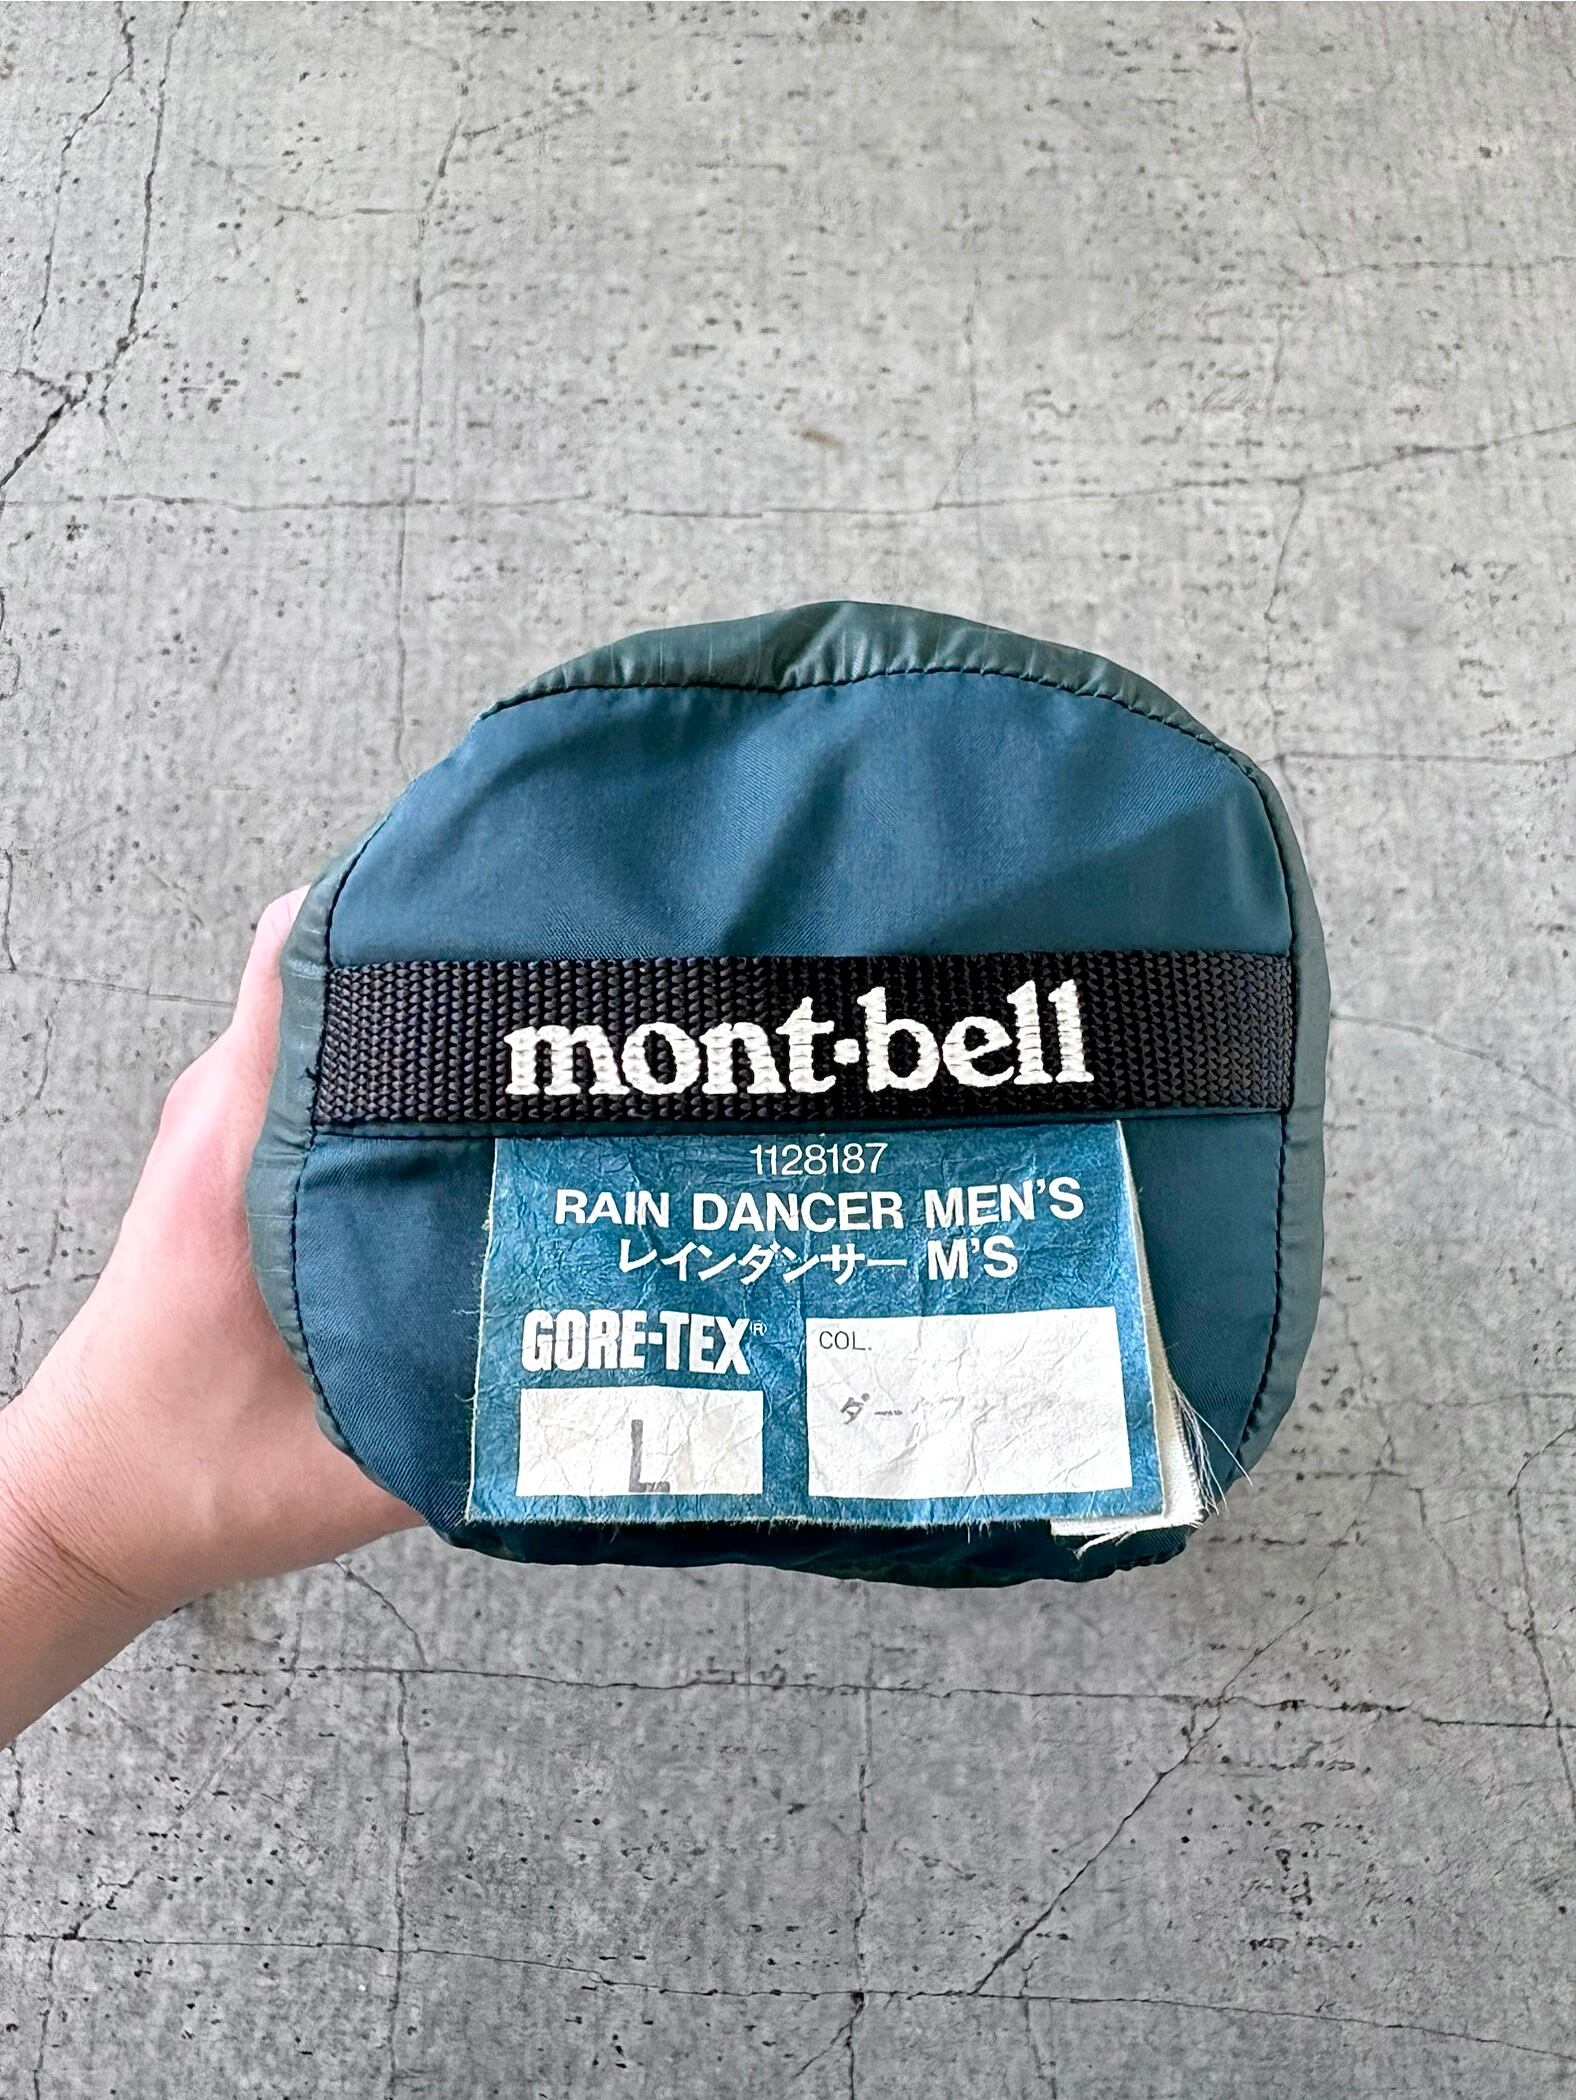 mont·bell
1128187
RAIN DANCER MEN'S
レインダンサー M'S
GORE-TEX®
COL.
L